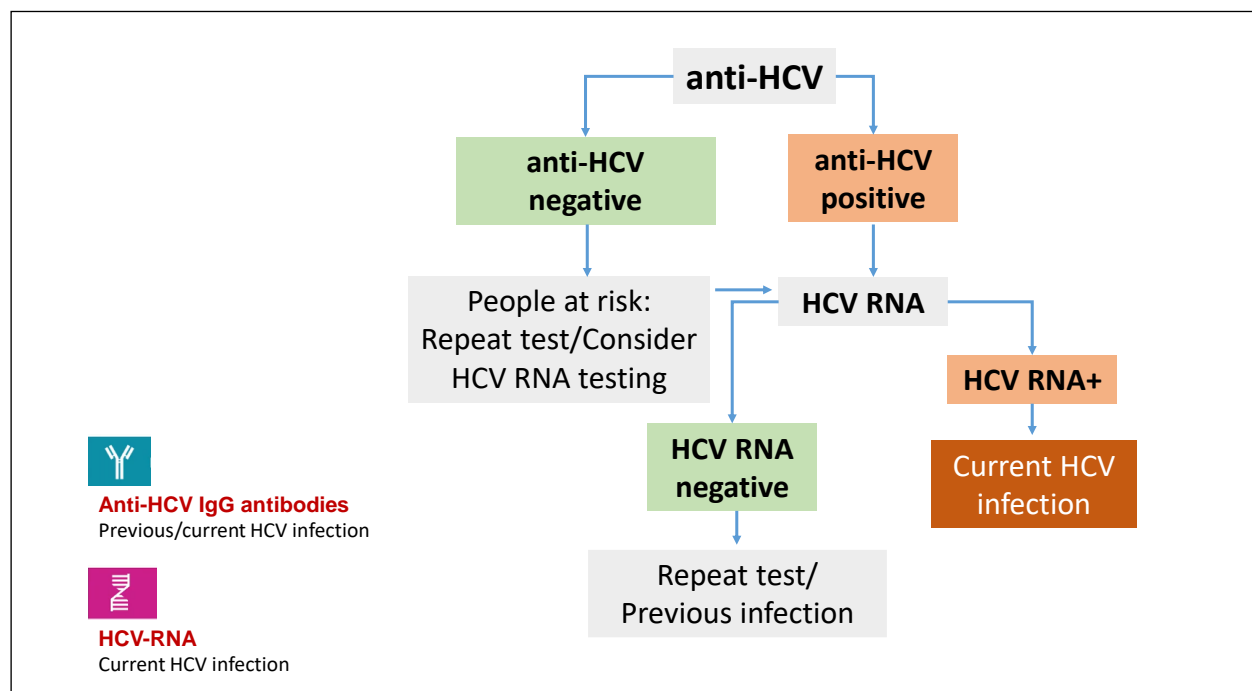 anti-HCV
anti-HCV
negative
anti-HCV
positive
People at risk:
Repeat test/Consider
HCV RNA testing
HCV RNA
HCV RNA+
HCV RNA
negative
Current HCV
infection
Repeat test/
Previous infection
Anti-HCV IgG antibodies
Previous/current HCV infection
HCV-RNA
Current HCV infection